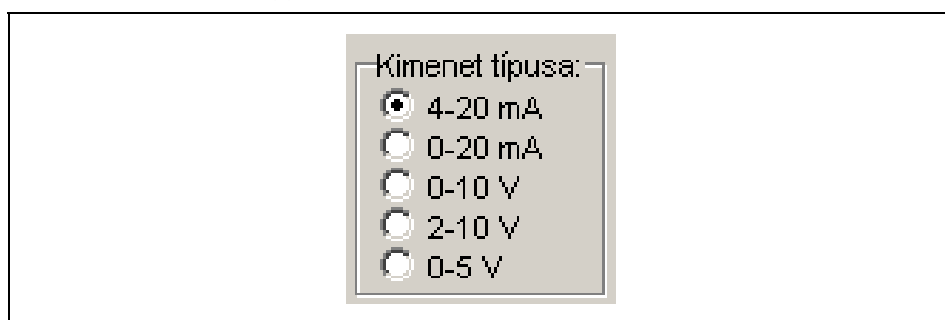 Kimenet típusa:
4-20 mA
0-20 mA
0-10 V
2-10 V
0-5 V